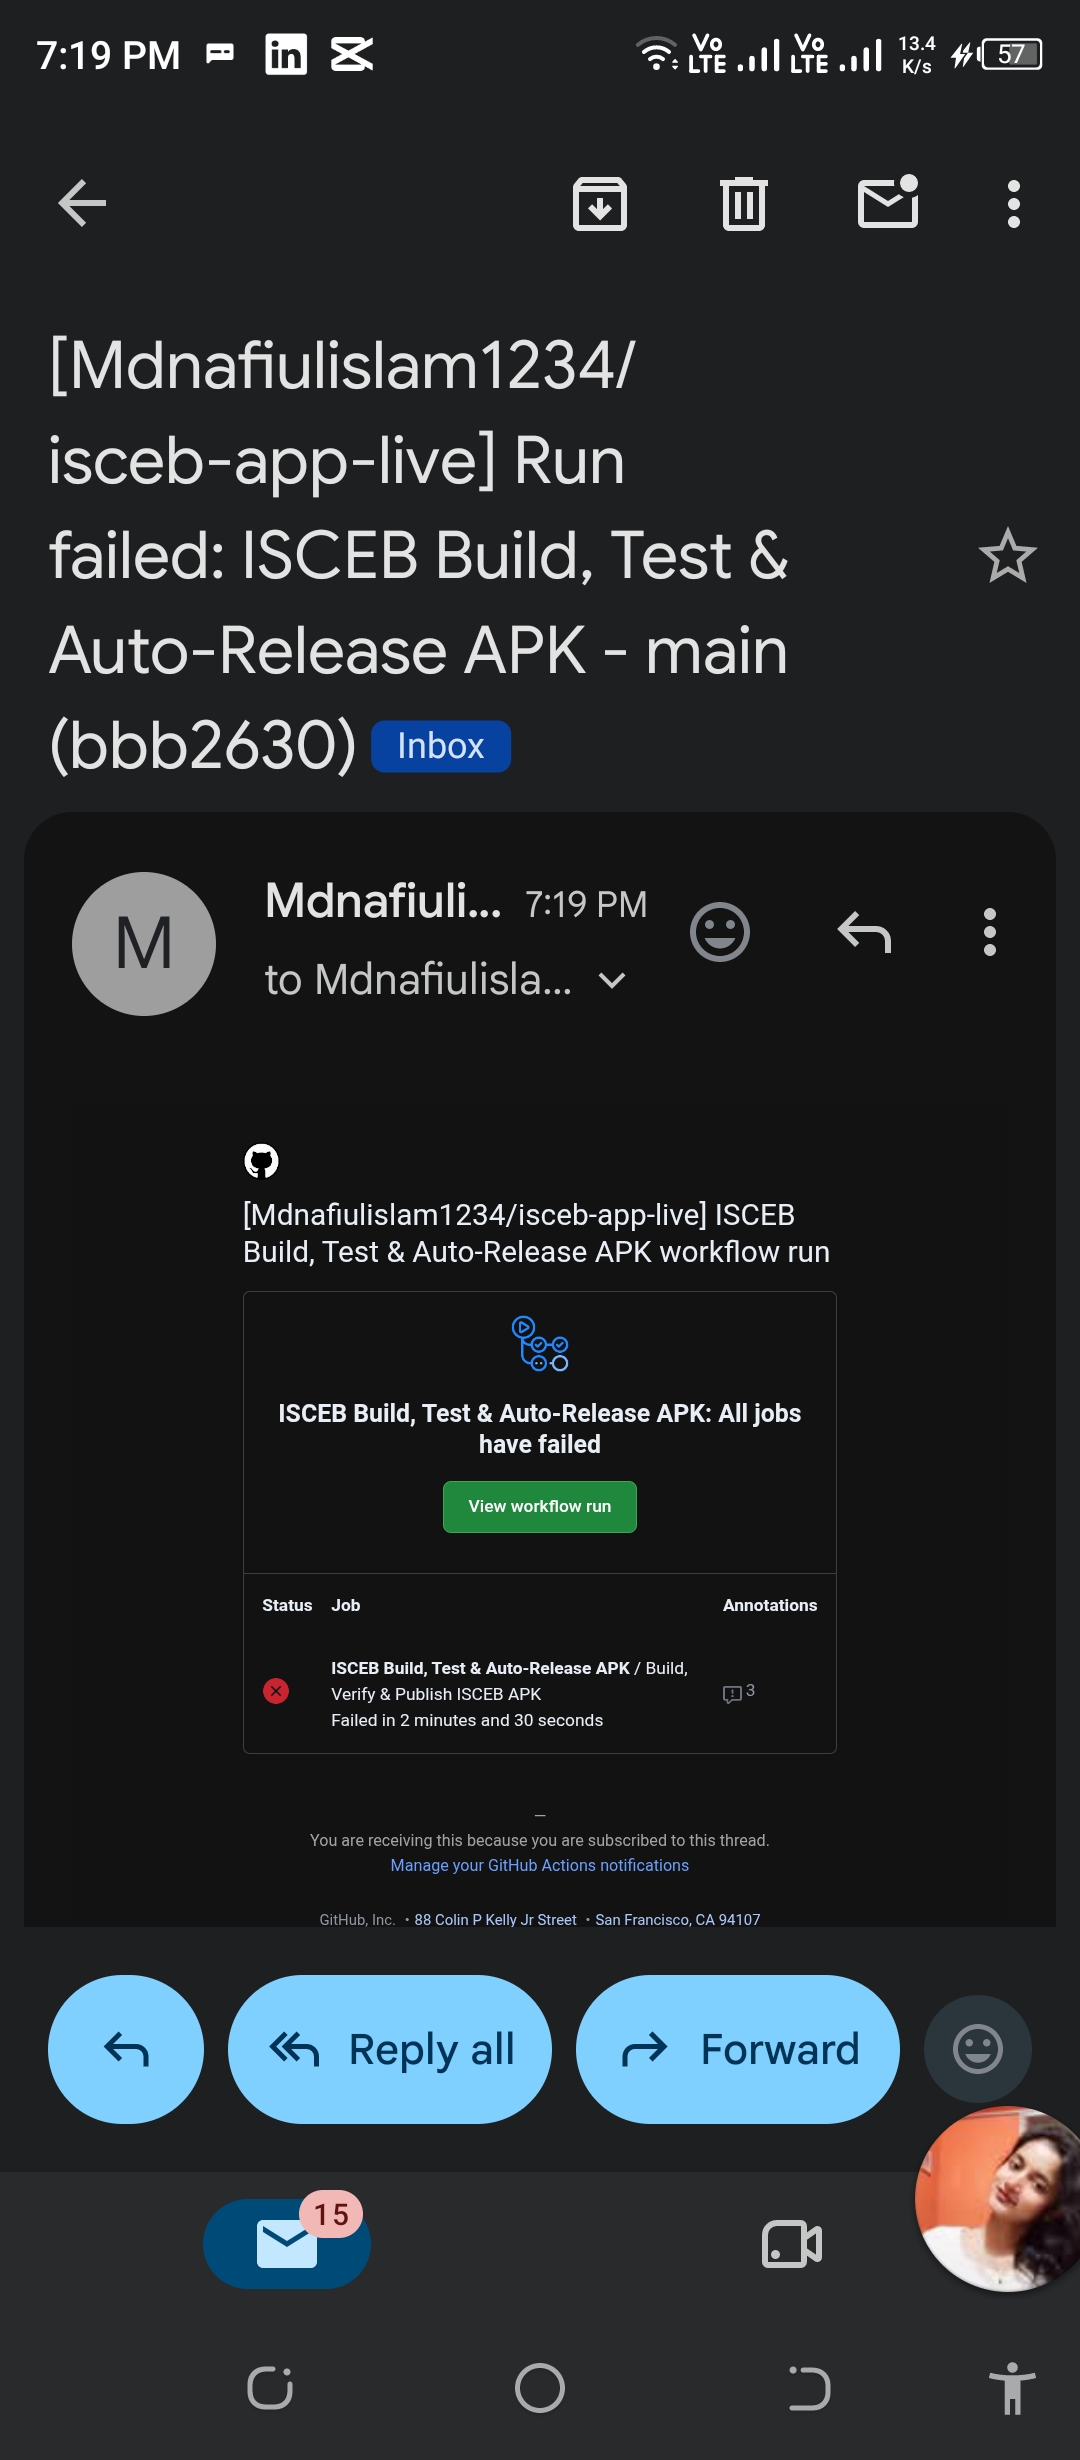 7:19 PM
Vo LTE Vo LTE 13.4 K/s 57
[Mdnafiulislam1234/
isceb-app-live] Run
failed: ISCEB Build, Test &
Auto-Release APK - main
(bbb2630) Inbox
M
Mdnafiuli... 7:19 PM
to Mdnafiulisla...
[Mdnafiulislam1234/isceb-app-live] ISCEB
Build, Test & Auto-Release APK workflow run
ISCEB Build, Test & Auto-Release APK: All jobs
have failed
View workflow run
Status Job Annotations
ISCEB Build, Test & Auto-Release APK / Build,
Verify & Publish ISCEB APK
Failed in 2 minutes and 30 seconds
3
—
You are receiving this because you are subscribed to this thread.
Manage your GitHub Actions notifications
GitHub, Inc. ・88 Colin P Kelly Jr Street ・San Francisco, CA 94107
Reply all
Forward
15